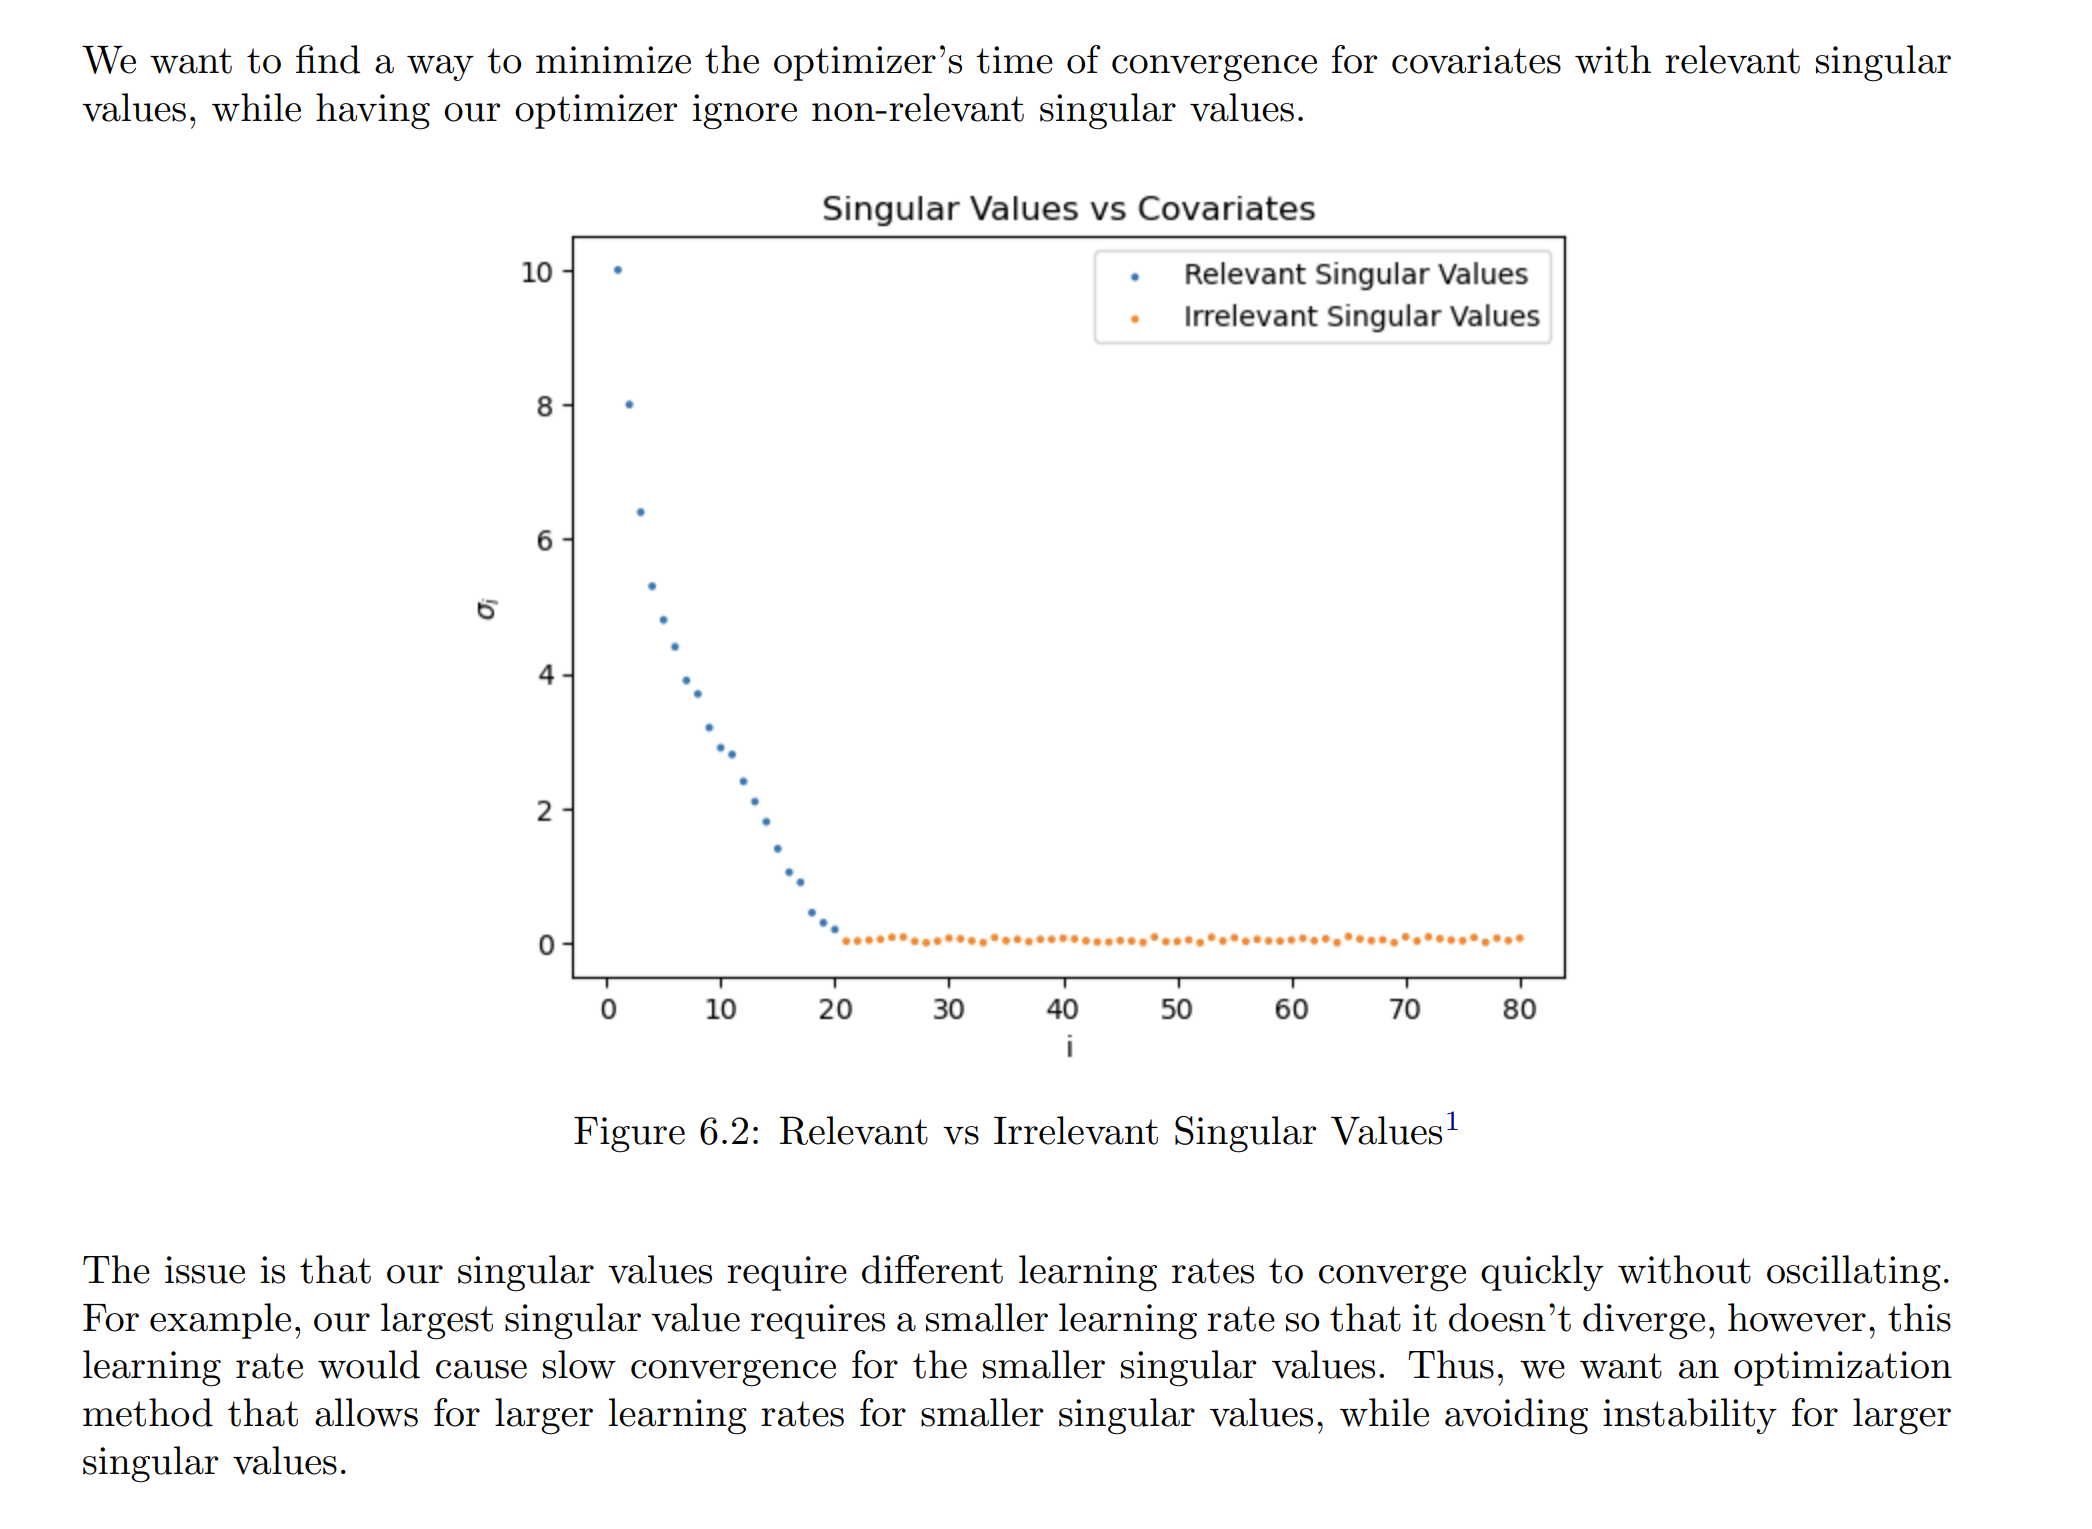 We want to find a way to minimize the optimizer's time of convergence for covariates with relevant singular
values, while having our optimizer ignore non-relevant singular values.
Singular Values vs Covariates
Relevant Singular Values
Irrelevant Singular Values
10
8
6
4
2
0
σi
0 10 20 30 40 50 60 70 80
i
Figure 6.2: Relevant vs Irrelevant Singular Values¹
The issue is that our singular values require different learning rates to converge quickly without oscillating.
For example, our largest singular value requires a smaller learning rate so that it doesn't diverge, however, this
learning rate would cause slow convergence for the smaller singular values. Thus, we want an optimization
method that allows for larger learning rates for smaller singular values, while avoiding instability for larger
singular values.